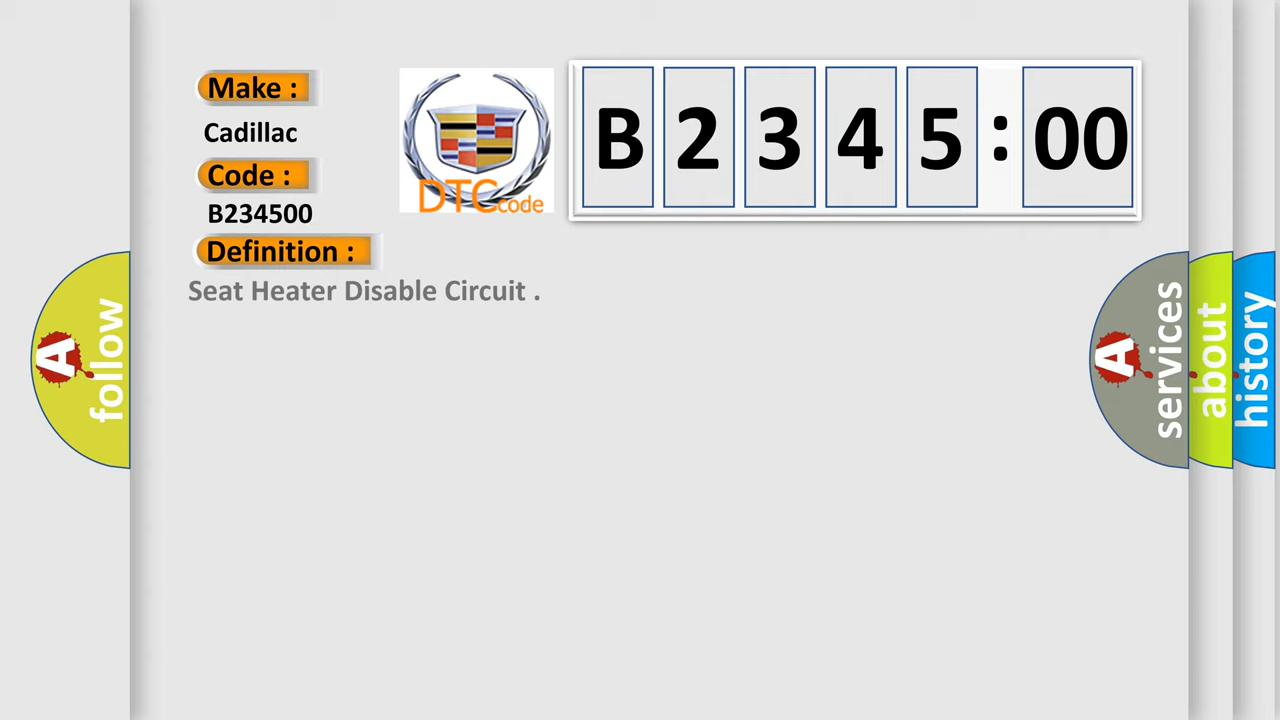 Make :
Cadillac
Code :
B234500
Definition :
Seat Heater Disable Circuit .
DTCcode
B 2 3 4 5 : 00
A follow
A services
about
history